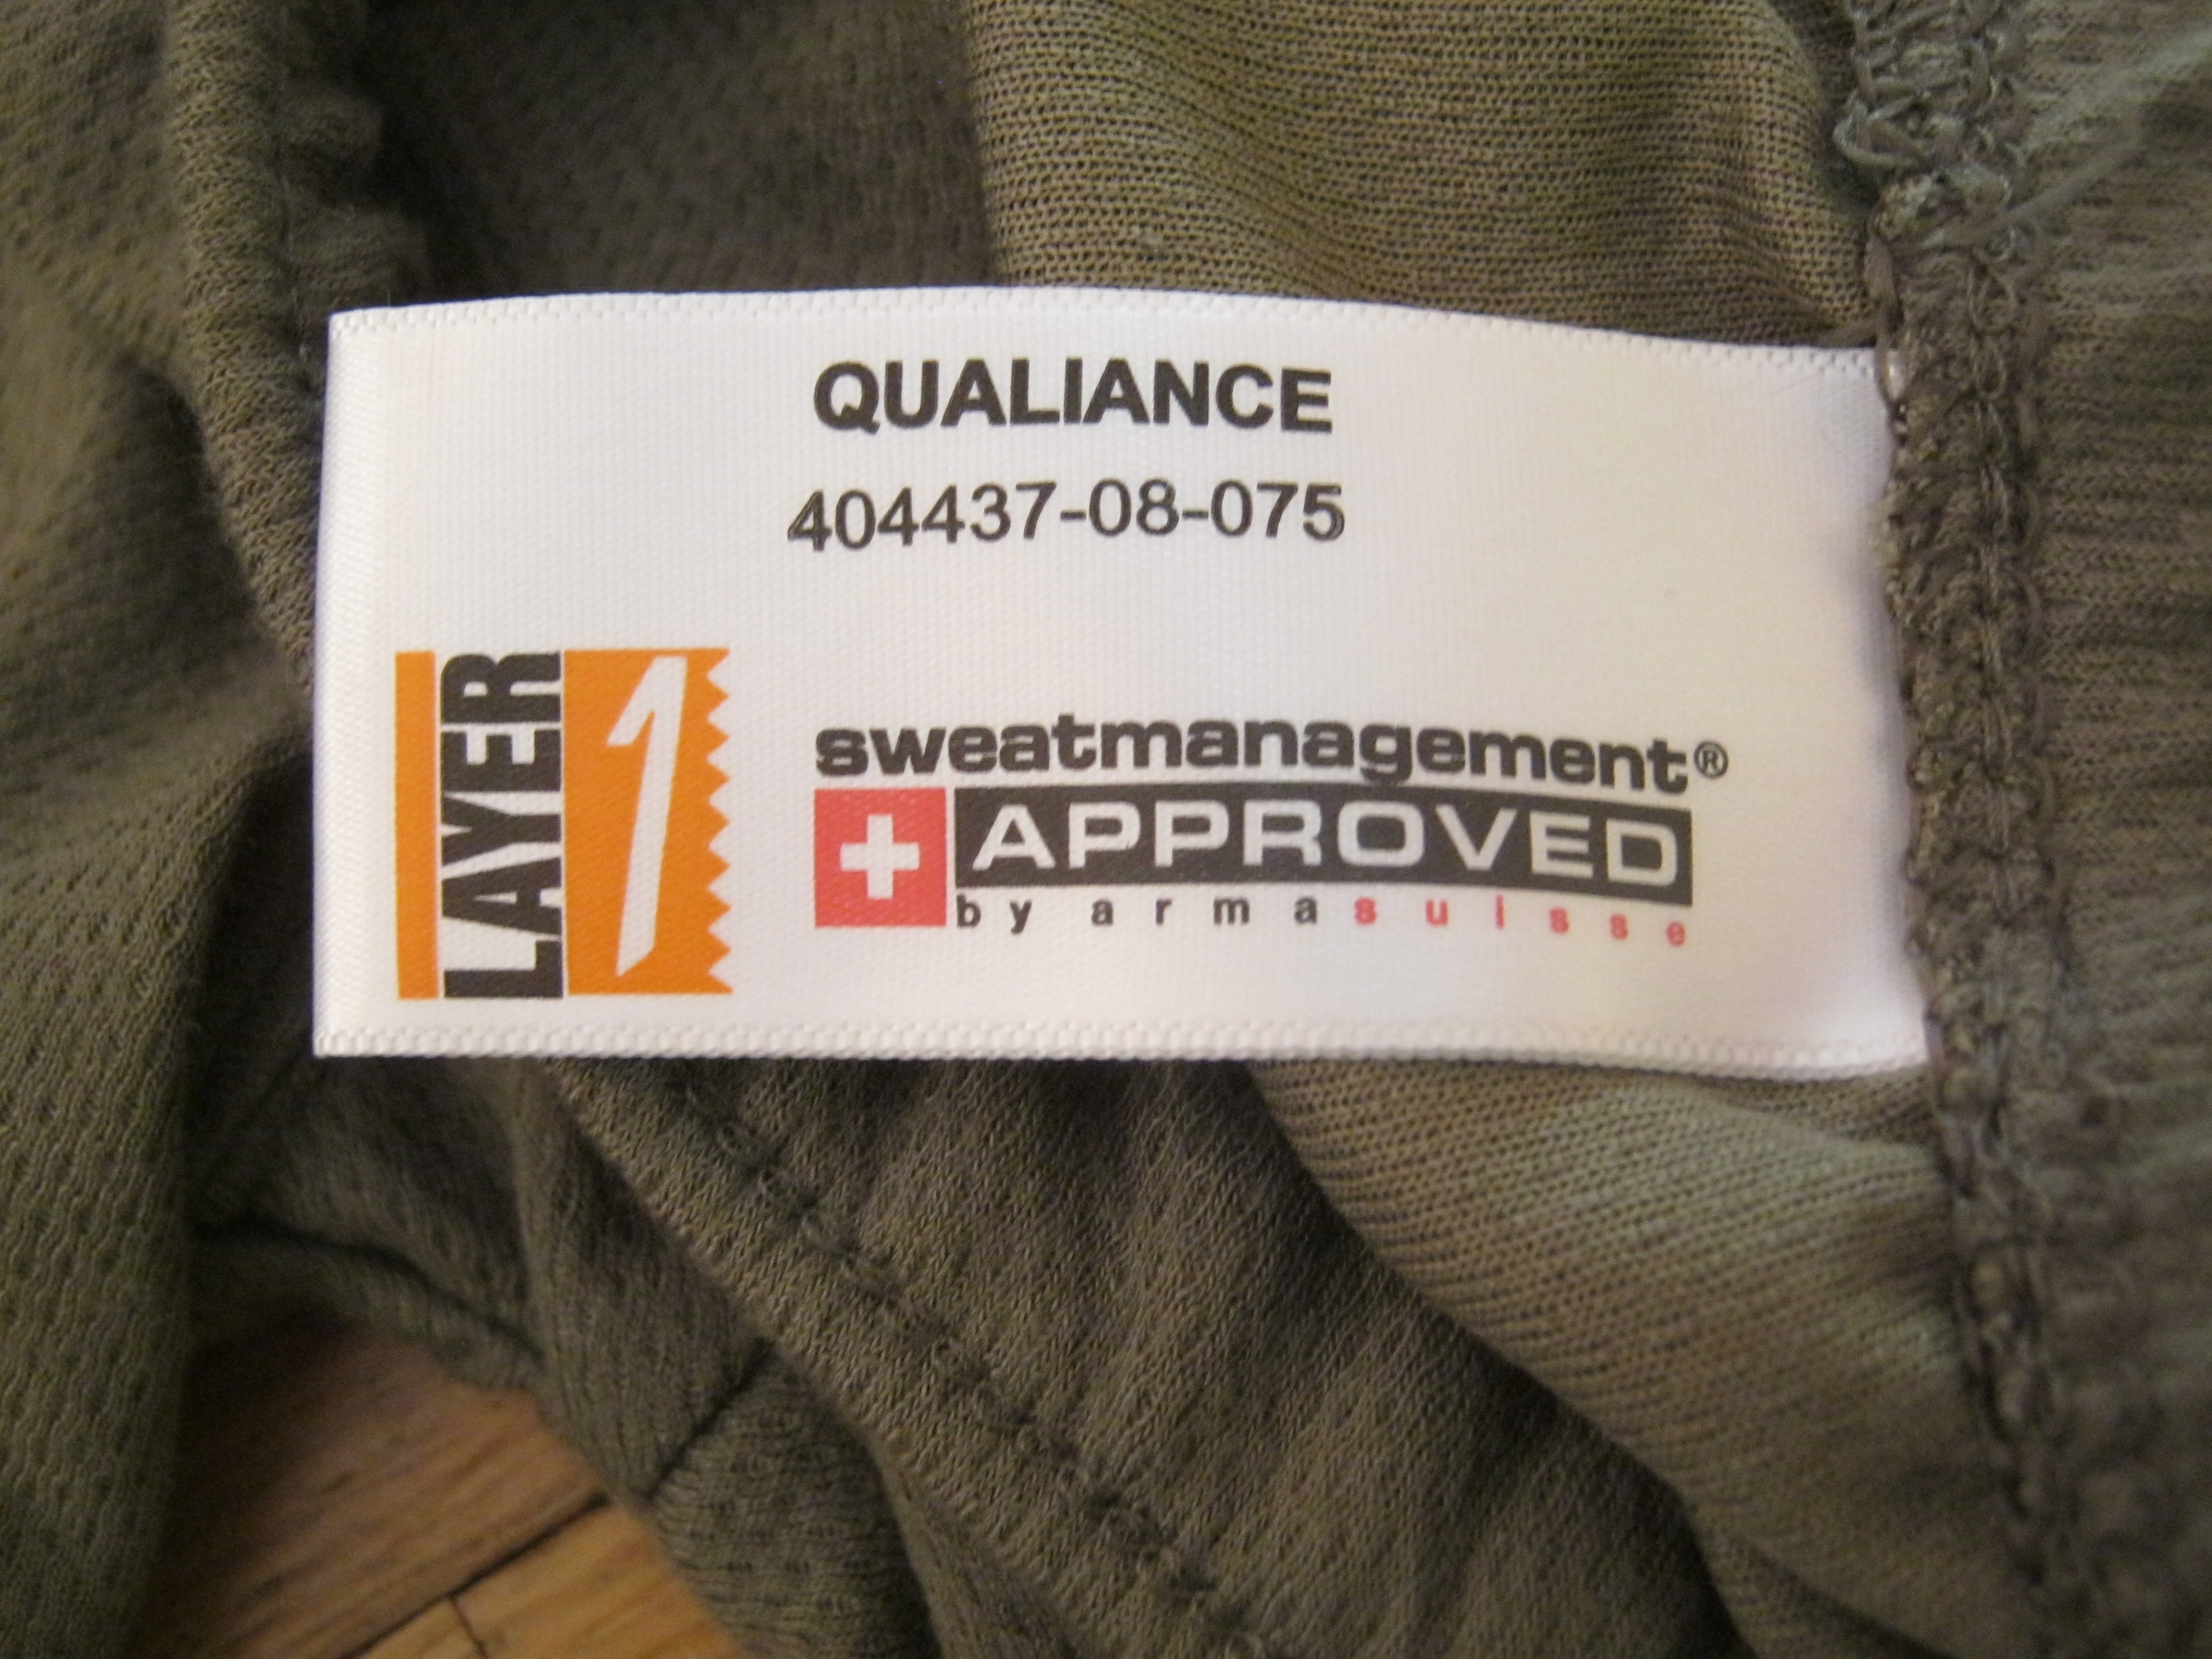 QUALIANCE
404437-08-075
LAYER 1
sweatmanagement®
APPROVED
by armasuisse